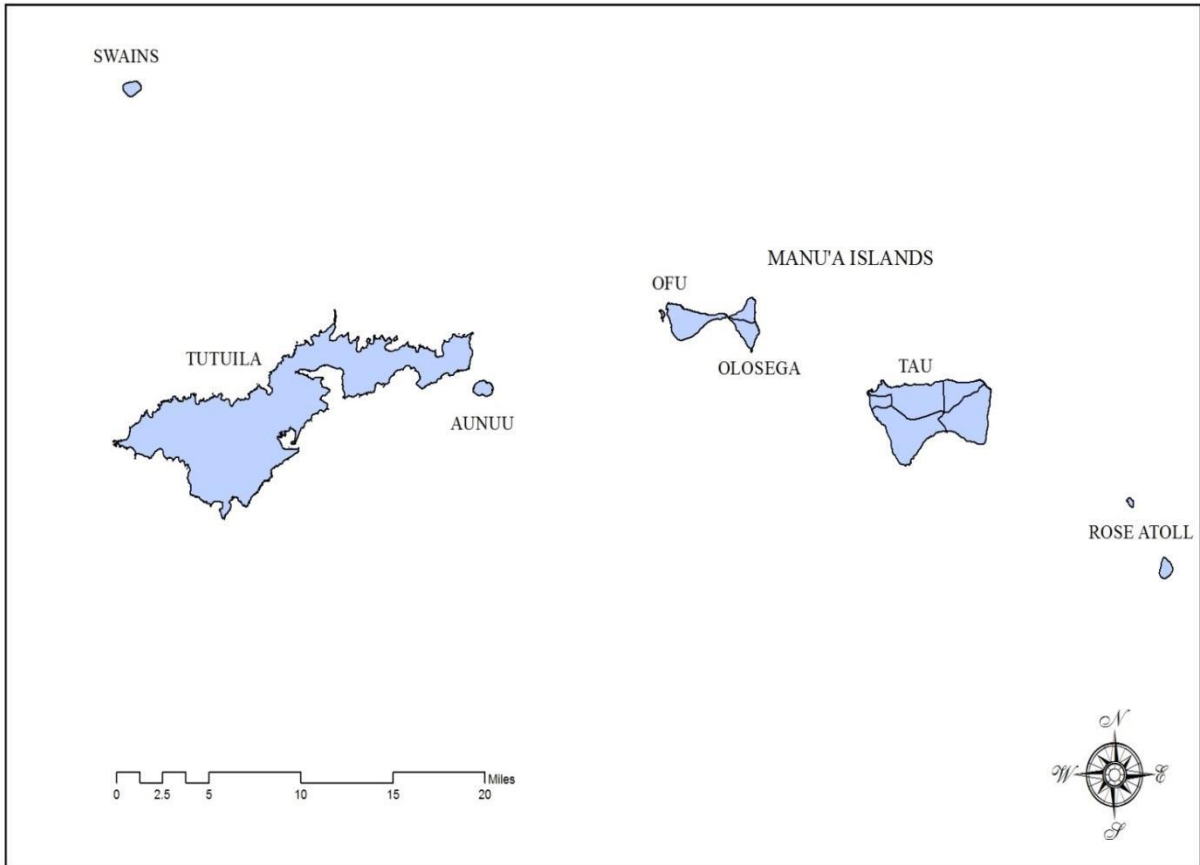 SWAINS
MANU'A ISLANDS
OFU
TUTUILA
OLOSEGA
TAU
AUNUU
ROSE ATOLL
N
W E
S
Miles
0 2.5 5 10 15 20